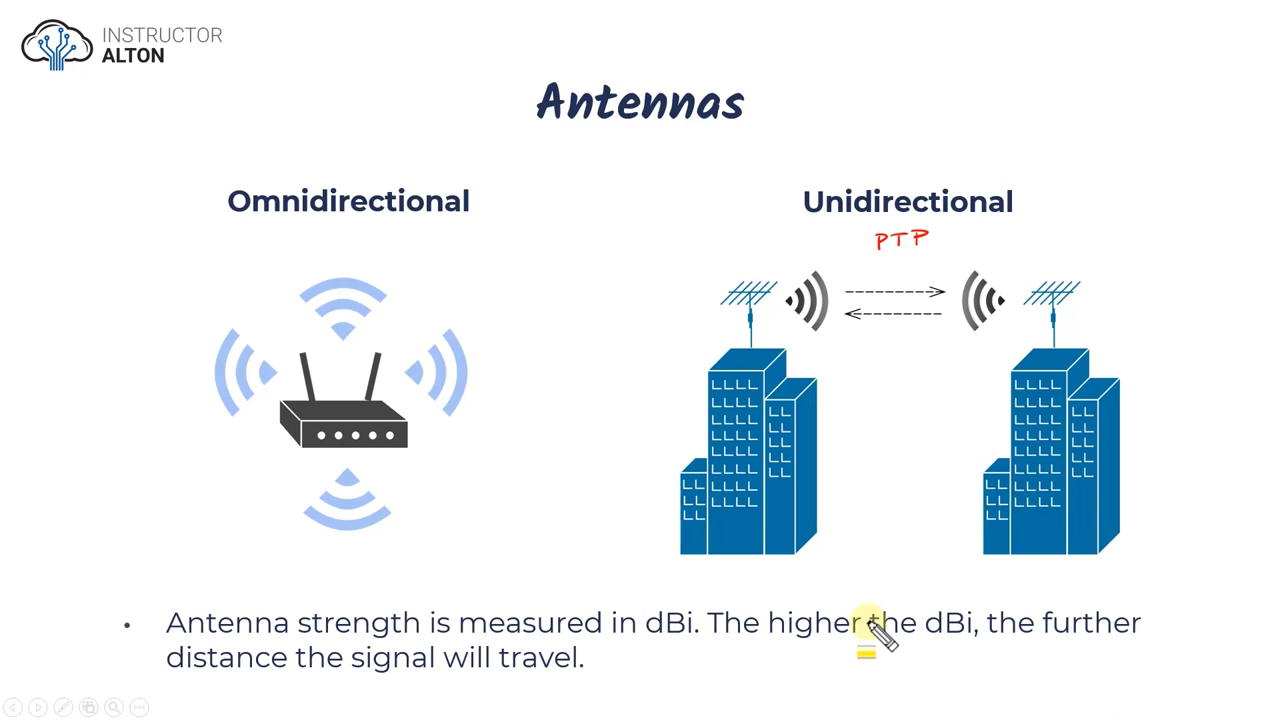 INSTRUCTOR
ALTON
Antennas
Omnidirectional
Unidirectional
PTP
• Antenna strength is measured in dBi. The higher the dBi, the further
distance the signal will travel.